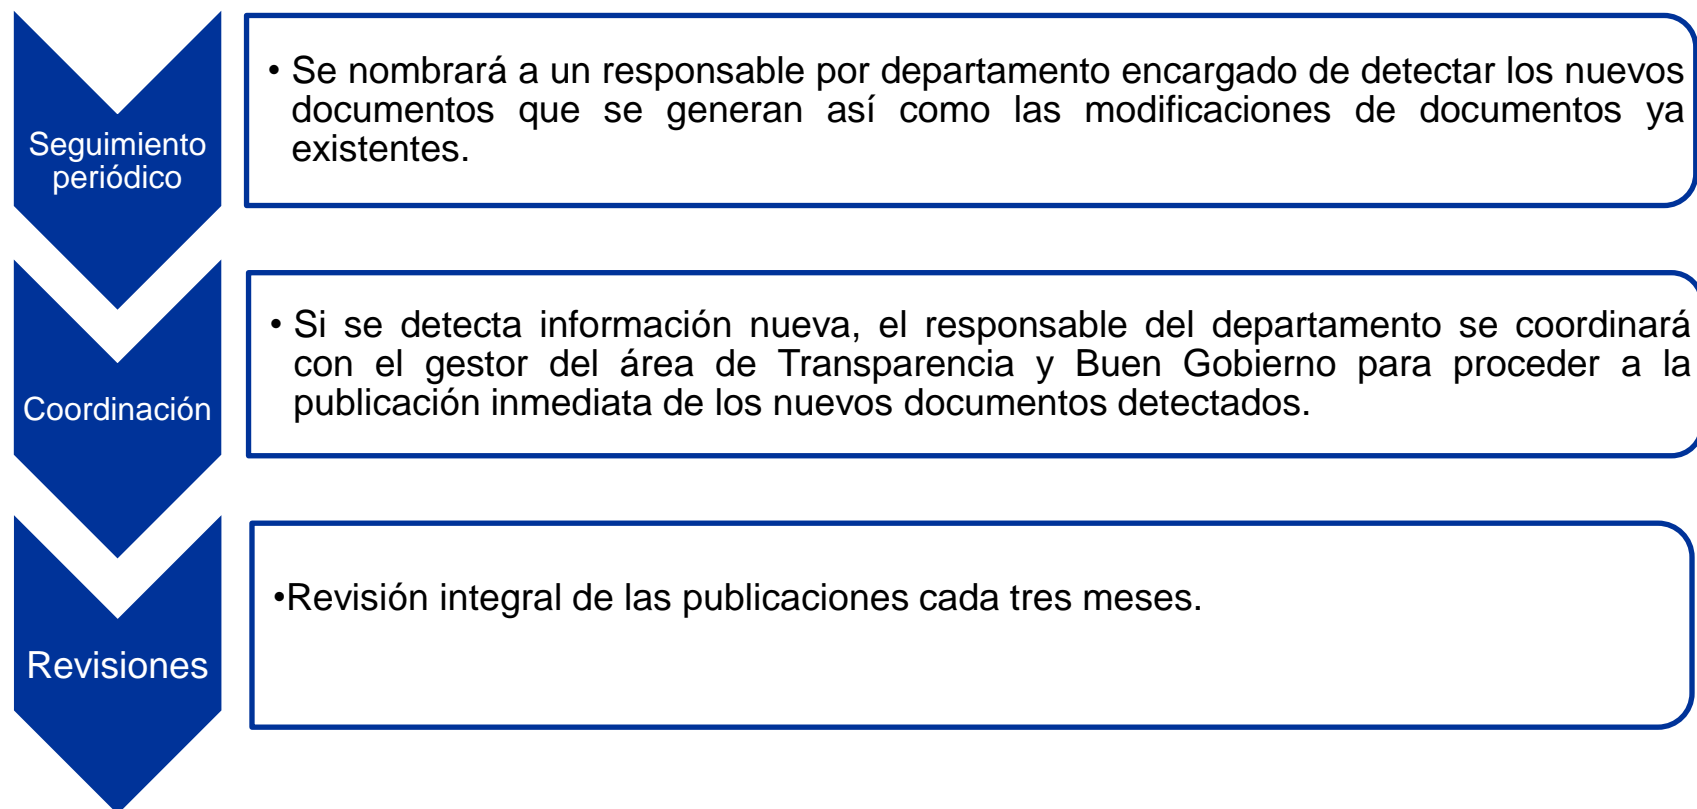 Seguimiento
periódico
• Se nombrará a un responsable por departamento encargado de detectar los nuevos
documentos que se generan así como las modificaciones de documentos ya
existentes.
Coordinación
• Si se detecta información nueva, el responsable del departamento se coordinará
con el gestor del área de Transparencia y Buen Gobierno para proceder a la
publicación inmediata de los nuevos documentos detectados.
Revisiones
•Revisión integral de las publicaciones cada tres meses.